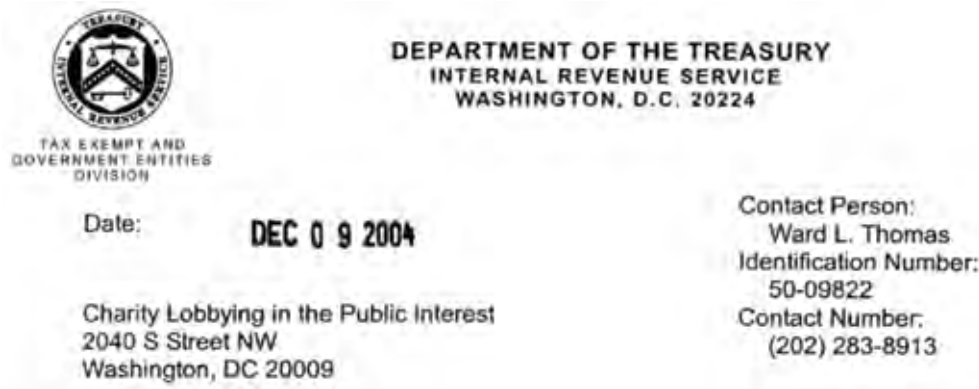 DEPARTMENT OF THE TREASURY
INTERNAL REVENUE SERVICE
WASHINGTON, D.C. 20224
TREASURY
INTERNAL REVENUE SERVICE
TAX EXEMPT AND
GOVERNMENT ENTITIES
DIVISION
Date:
DEC 0 9 2004
Contact Person:
Ward L. Thomas
Identification Number:
50-09822
Contact Number:
(202) 283-8913
Charity Lobbying in the Public Interest
2040 S Street NW
Washington, DC 20009